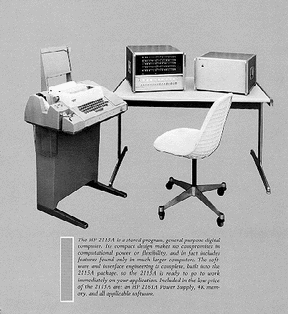 The HP 2115A is a stored program, general purpose digital
computer. Its compact design makes no compromises in
computational power or flexibility, and in fact includes
features found only in much larger computers. The soft-
ware and interface engineering is complete, built into the
2115A package, so the 2115A is ready to go to work
immediately on your application. Included in the low price
of the 2115A are: an HP 2161A Power Supply, 4K mem-
ory, and all applicable software.